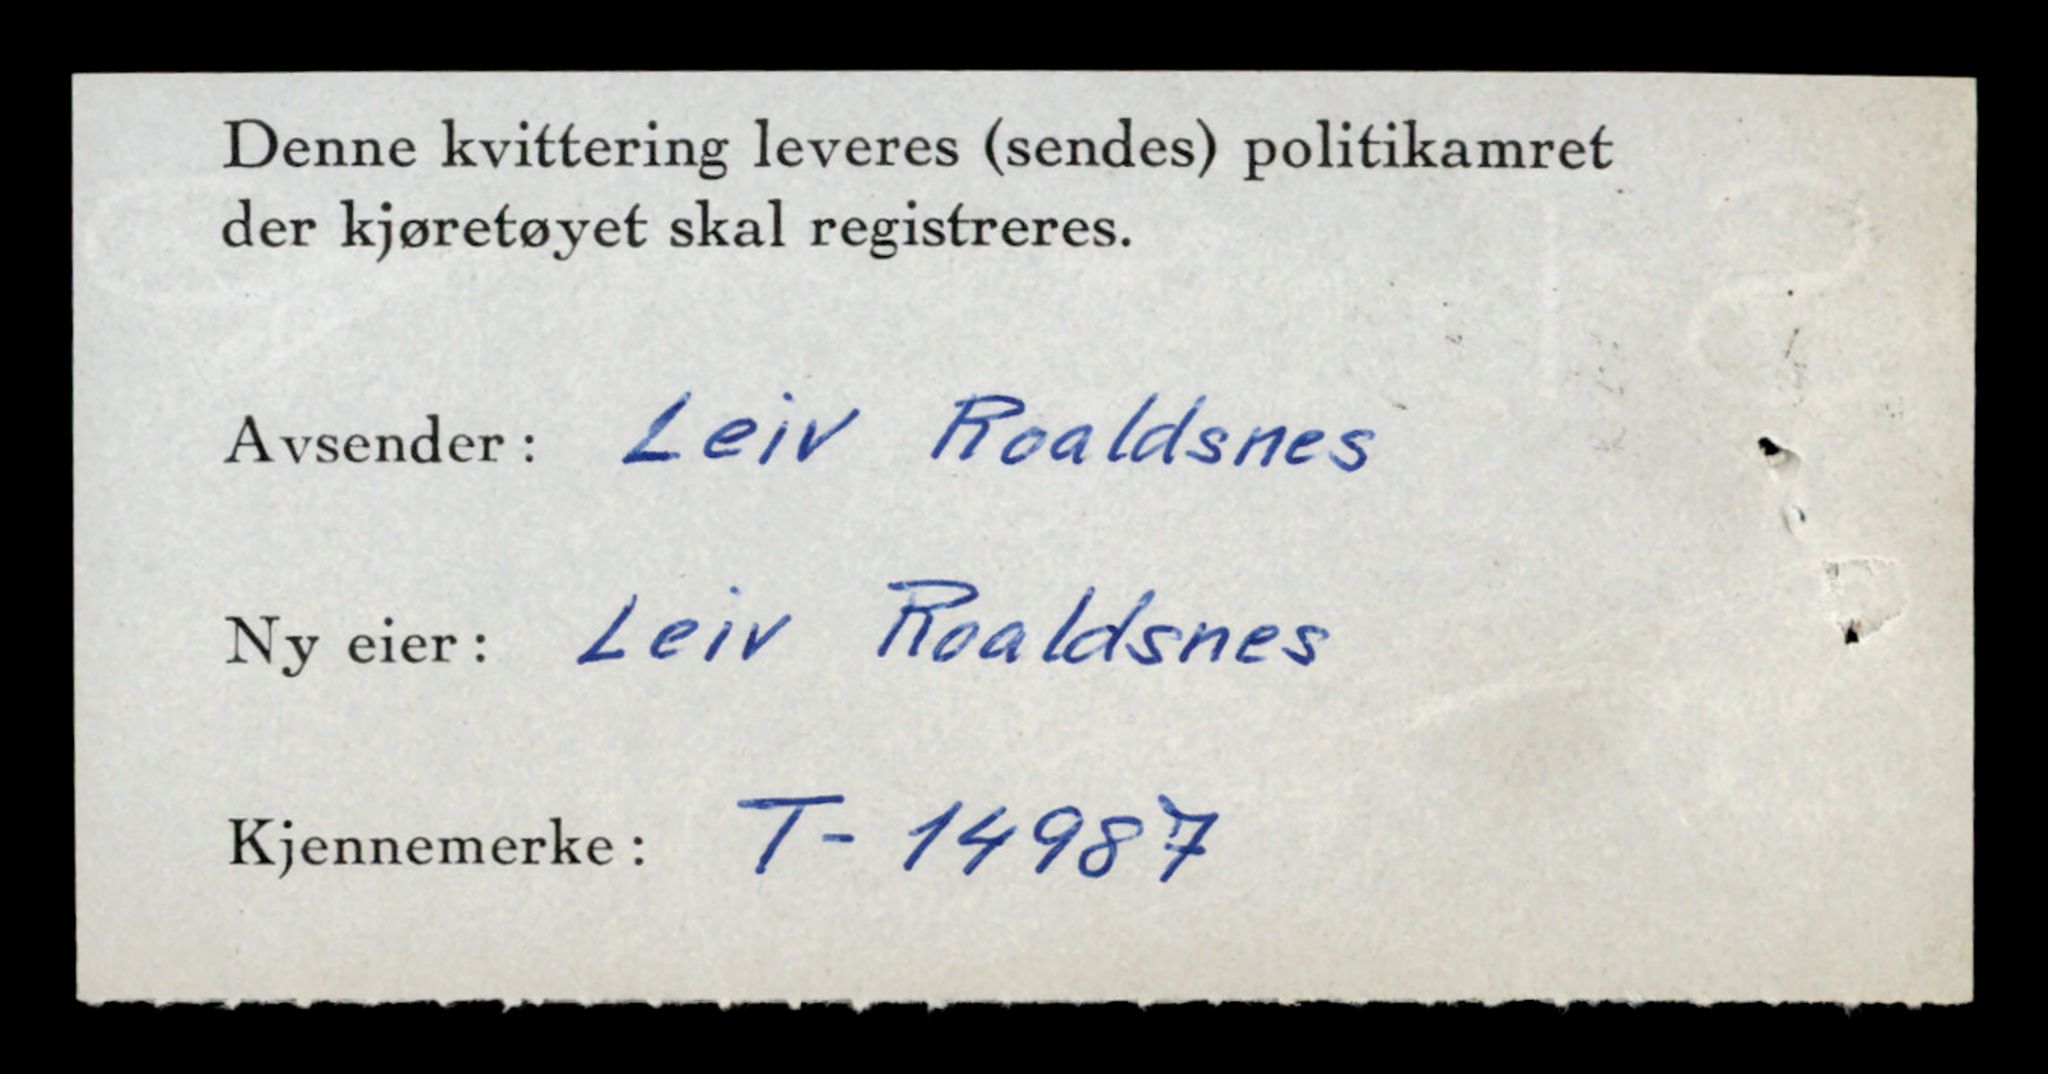 Denne kvittering leveres (sendes) politikamret
der kjøretøyet skal registreres.
Avsender: Leiv Roaldsnes
Ny eier: Leiv Roaldsnes
Kjennemerke: T- 14987